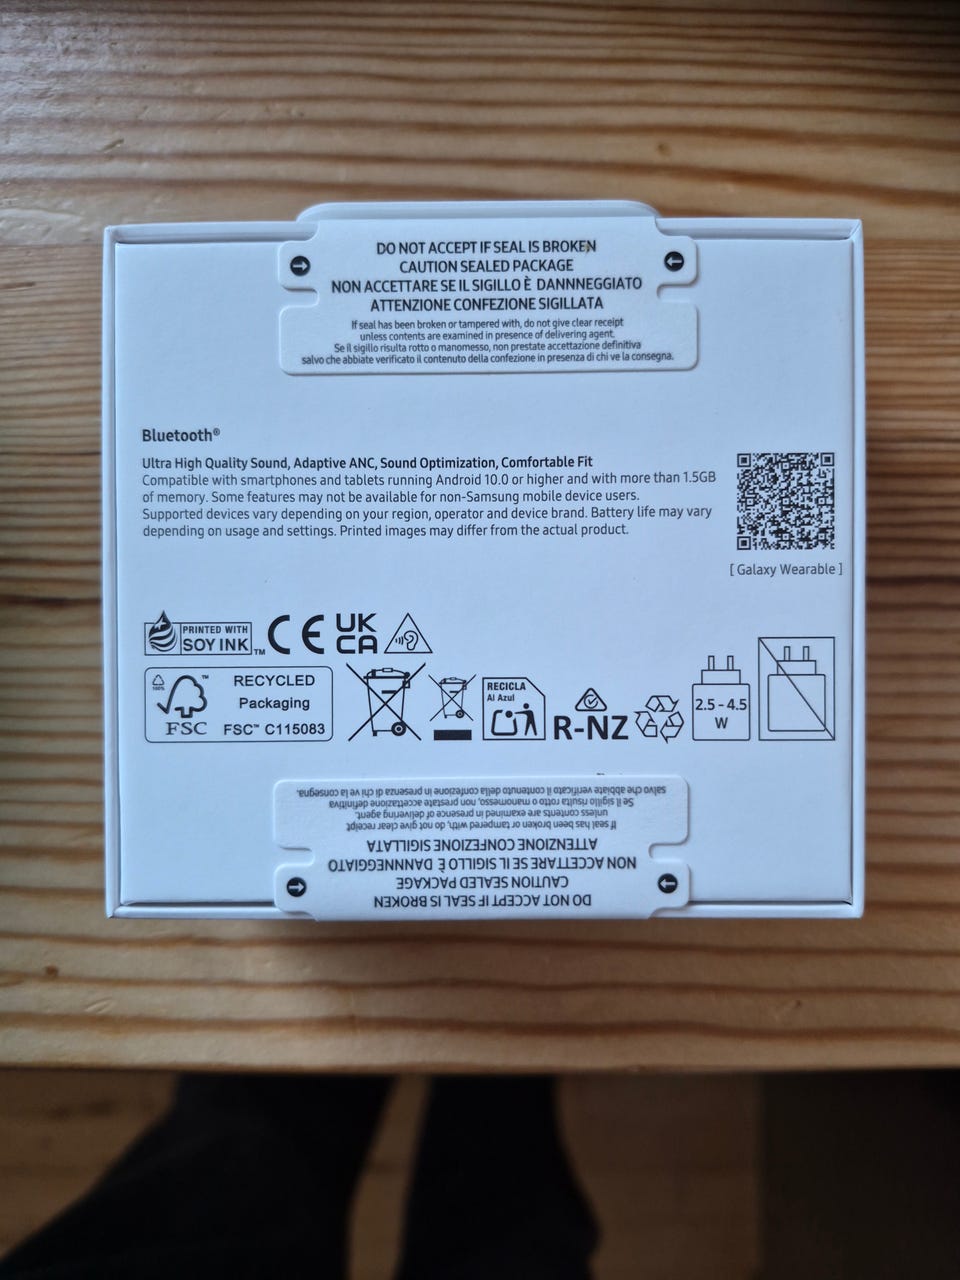 DO NOT ACCEPT IF SEAL IS BROKEN
CAUTION SEALED PACKAGE
NON ACCETTARE SE IL SIGILLO È DANNNEGGIATO
ATTENZIONE CONFEZIONE SIGILLATA
If seal has been broken or tampered with, do not give clear receipt
unless contents are examined in presence of delivering agent.
Se il sigillo risulta rotto o manomesso, non prestate accettazione definitiva
salvo che abbiate verificato il contenuto della confezione in presenza di chi ve la consegna.
Bluetooth®
Ultra High Quality Sound, Adaptive ANC, Sound Optimization, Comfortable Fit
Compatible with smartphones and tablets running Android 10.0 or higher and with more than 1.5GB
of memory. Some features may not be available for non-Samsung mobile device users.
Supported devices vary depending on your region, operator and device brand. Battery life may vary
depending on usage and settings. Printed images may differ from the actual product.
[ Galaxy Wearable ]
PRINTED WITH
SOY INK™
CE
UK
CA
100%
FSC™
RECYCLED
Packaging
FSC™ C115083
RECICLA
Al Azul
R-NZ
2.5 - 4.5
W
DO NOT ACCEPT IF SEAL IS BROKEN
CAUTION SEALED PACKAGE
NON ACCETTARE SE IL SIGILLO È DANNNEGGIATO
ATTENZIONE CONFEZIONE SIGILLATA
If seal has been broken or tampered with, do not give clear receipt
unless contents are examined in presence of delivering agent.
Se il sigillo risulta rotto o manomesso, non prestate accettazione definitiva
salvo che abbiate verificato il contenuto della confezione in presenza di chi ve la consegna.